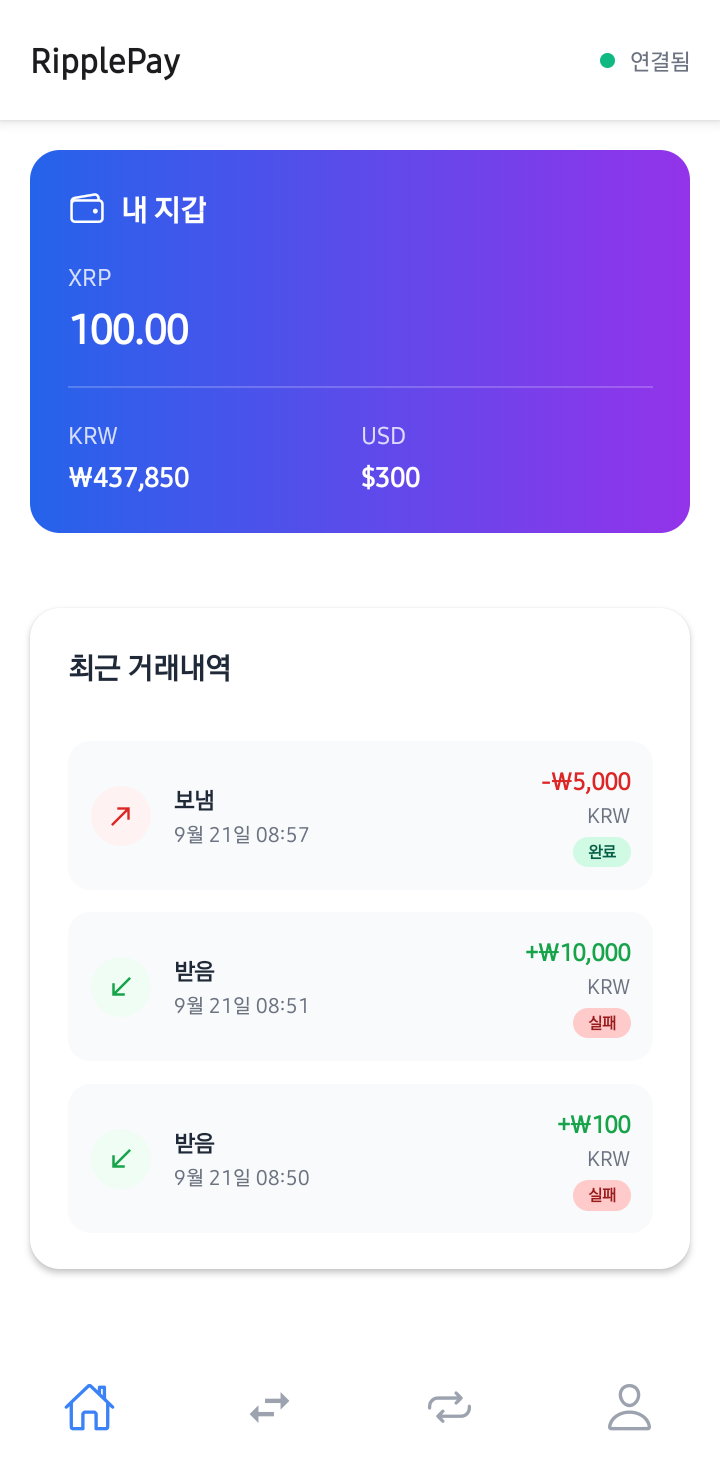 RipplePay
연결됨
내 지갑
XRP
100.00
KRW
USD
₩437,850
$300
최근 거래내역
보냄
9월 21일 08:57
-₩5,000
KRW
완료
받음
9월 21일 08:51
+₩10,000
KRW
실패
받음
9월 21일 08:50
+₩100
KRW
실패